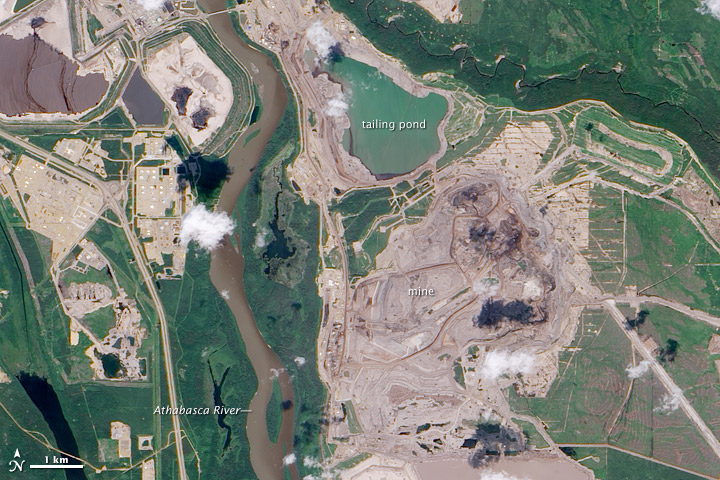 tailing pond
mine
Athabasca River
N
1 km